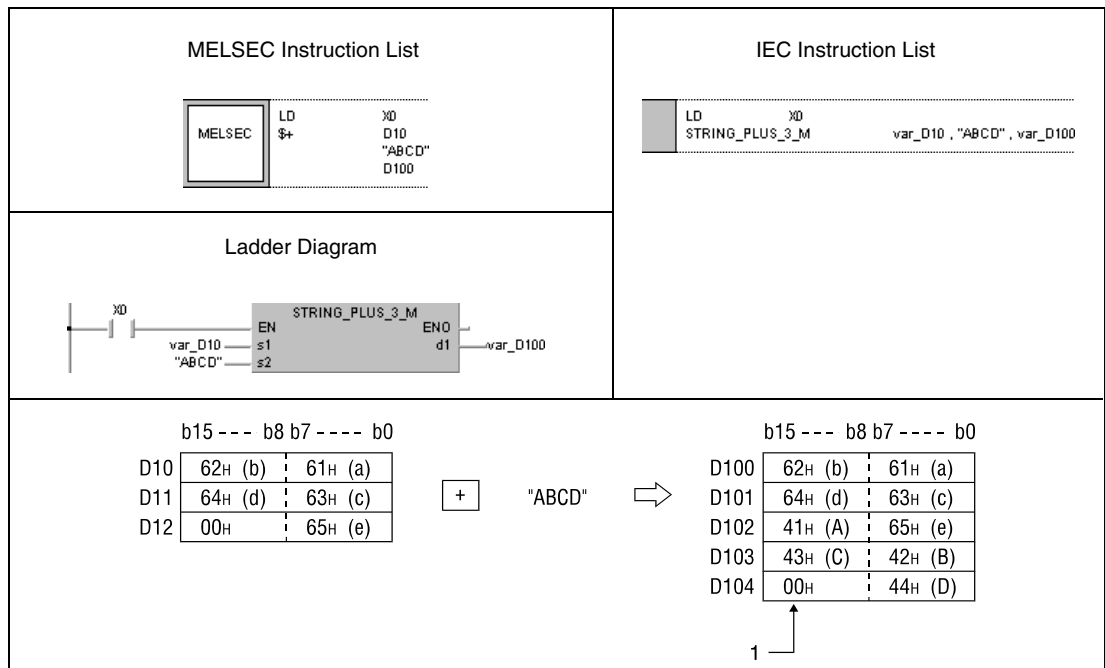 MELSEC Instruction List
MELSEC
LD X0
$+ D10
"ABCD"
D100
IEC Instruction List
LD X0
STRING_PLUS_3_M var_D10 , "ABCD" , var_D100
Ladder Diagram
X0
STRING_PLUS_3_M
EN ENO
var_D10 s1 d1 var_D100
"ABCD" s2
b15 --- b8 b7 ---- b0
D10 62H (b) 61H (a)
D11 64H (d) 63H (c)
D12 00H 65H (e)
+ "ABCD"
b15 --- b8 b7 ---- b0
D100 62H (b) 61H (a)
D101 64H (d) 63H (c)
D102 41H (A) 65H (e)
D103 43H (C) 42H (B)
D104 00H 44H (D)
1